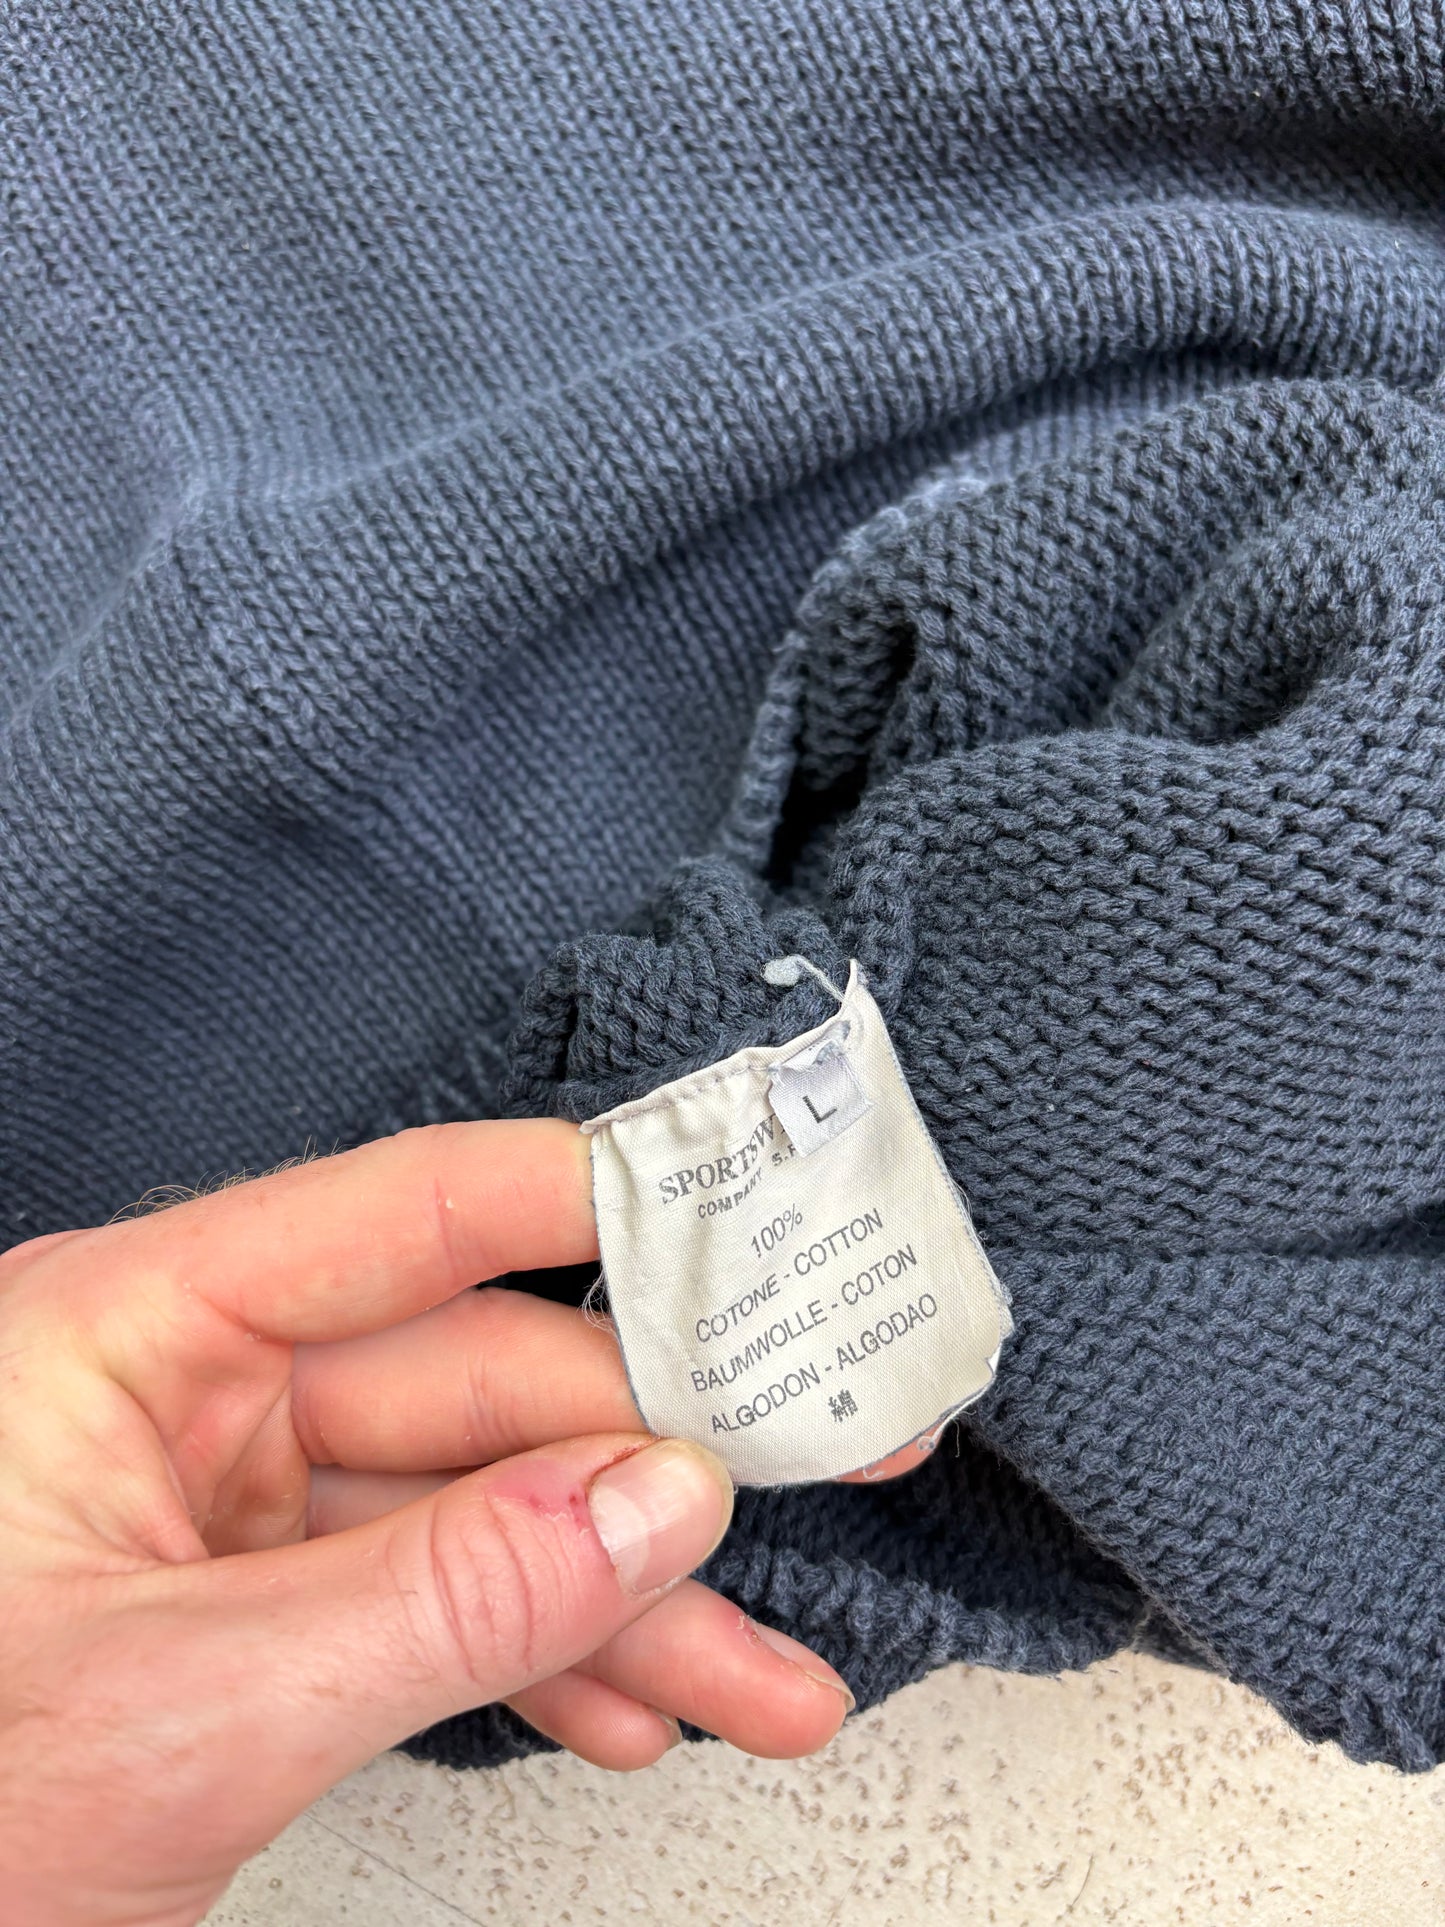 L
SPORTSW
COMPANY S.P
100%
COTONE - COTTON
BAUMWOLLE - COTON
ALGODON - ALGODAO
綿